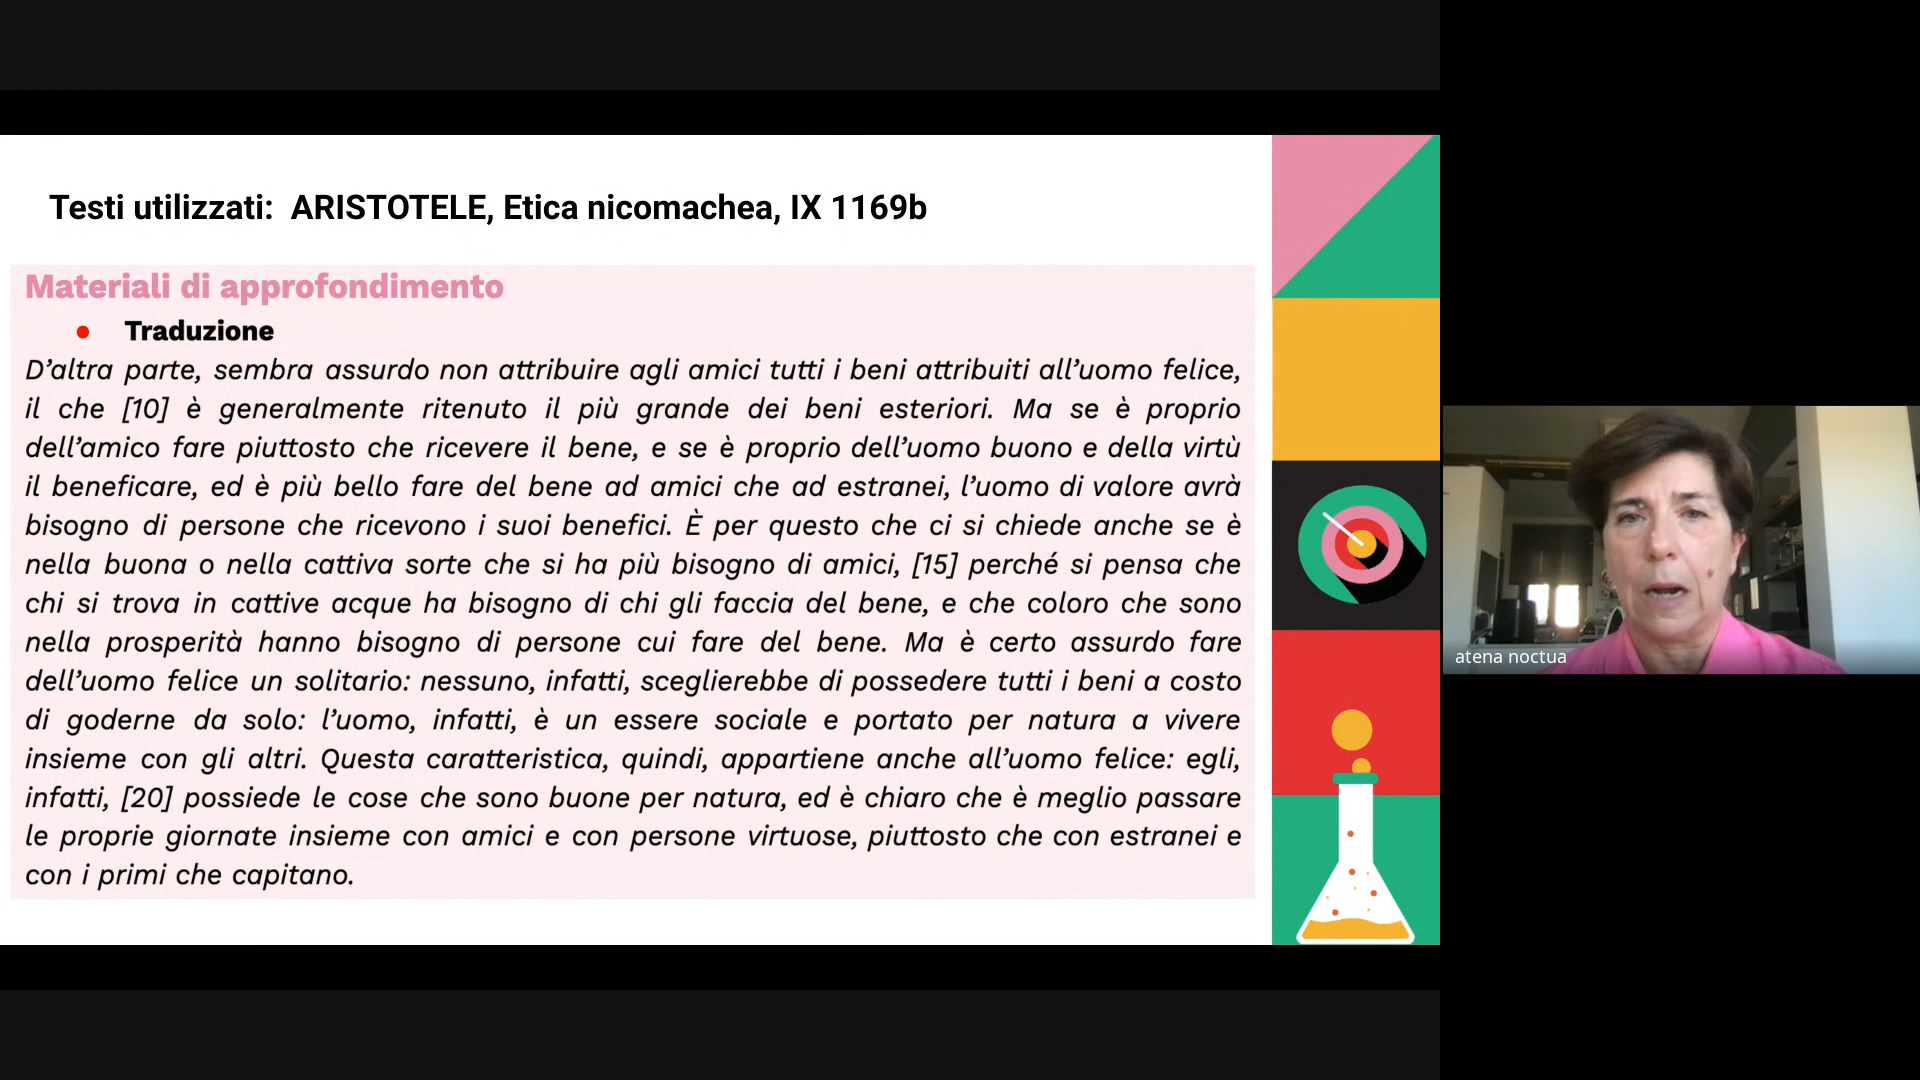 Testi utilizzati: ARISTOTELE, Etica nicomachea, IX 1169b
Materiali di approfondimento
● Traduzione
D’altra parte, sembra assurdo non attribuire agli amici tutti i beni attribuiti all’uomo felice,
il che [10] è generalmente ritenuto il più grande dei beni esteriori. Ma se è proprio
dell’amico fare piuttosto che ricevere il bene, e se è proprio dell’uomo buono e della virtù
il beneficare, ed è più bello fare del bene ad amici che ad estranei, l’uomo di valore avrà
bisogno di persone che ricevono i suoi benefici. È per questo che ci si chiede anche se è
nella buona o nella cattiva sorte che si ha più bisogno di amici, [15] perché si pensa che
chi si trova in cattive acque ha bisogno di chi gli faccia del bene, e che coloro che sono
nella prosperità hanno bisogno di persone cui fare del bene. Ma è certo assurdo fare
dell’uomo felice un solitario: nessuno, infatti, sceglierebbe di possedere tutti i beni a costo
di goderne da solo: l’uomo, infatti, è un essere sociale e portato per natura a vivere
insieme con gli altri. Questa caratteristica, quindi, appartiene anche all’uomo felice: egli,
infatti, [20] possiede le cose che sono buone per natura, ed è chiaro che è meglio passare
le proprie giornate insieme con amici e con persone virtuose, piuttosto che con estranei e
con i primi che capitano.
atena noctua